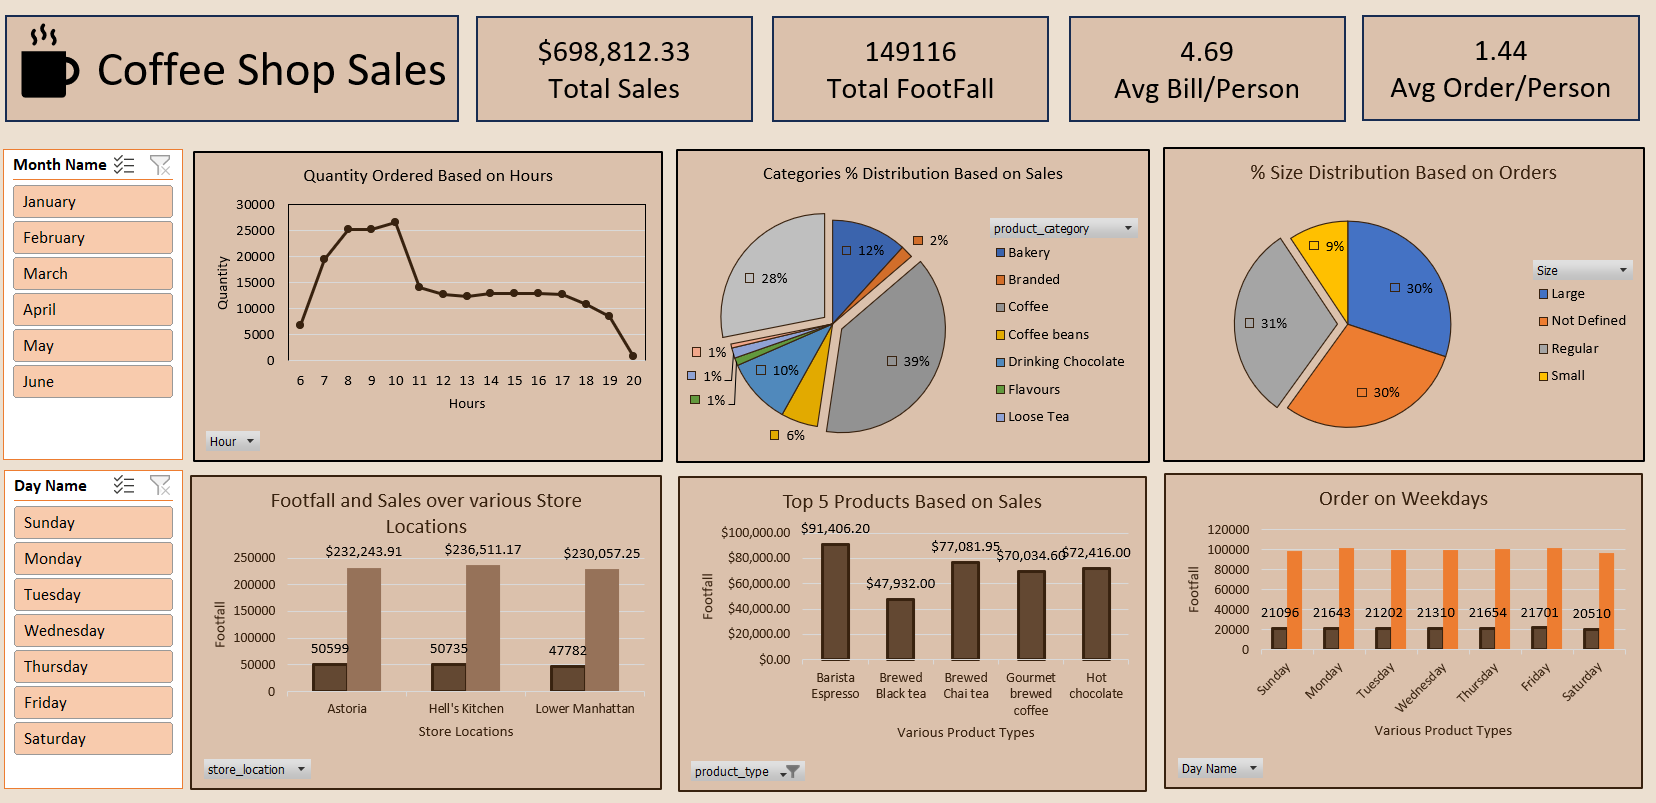 Coffee Shop Sales
$698,812.33
Total Sales
149116
Total FootFall
4.69
Avg Bill/Person
1.44
Avg Order/Person
Month Name
January
February
March
April
May
June
Quantity Ordered Based on Hours
Quantity
30000
25000
20000
15000
10000
5000
0
6 7 8 9 10 11 12 13 14 15 16 17 18 19 20
Hours
Hour
Categories % Distribution Based on Sales
12%
2%
39%
6%
10%
1%
1%
1%
28%
product_category
Bakery
Branded
Coffee
Coffee beans
Drinking Chocolate
Flavours
Loose Tea
% Size Distribution Based on Orders
30%
30%
31%
9%
Size
Large
Not Defined
Regular
Small
Day Name
Sunday
Monday
Tuesday
Wednesday
Thursday
Friday
Saturday
Footfall and Sales over various Store
Locations
Footfall
250000
200000
150000
100000
50000
0
$232,243.91 $236,511.17 $230,057.25
50599 50735 47782
Astoria Hell's Kitchen Lower Manhattan
Store Locations
store_location
Top 5 Products Based on Sales
Footfall
$100,000.00
$80,000.00
$60,000.00
$40,000.00
$20,000.00
$0.00
$91,406.20
$47,932.00
$77,081.95
$70,034.60
$72,416.00
Barista
Espresso
Brewed
Black tea
Brewed
Chai tea
Gourmet
brewed
coffee
Hot
chocolate
Various Product Types
product_type
Order on Weekdays
Footfall
120000
100000
80000
60000
40000
20000
0
21096 21643 21202 21310 21654 21701 20510
Sunday
Monday
Tuesday
Wednesday
Thursday
Friday
Saturday
Various Product Types
Day Name